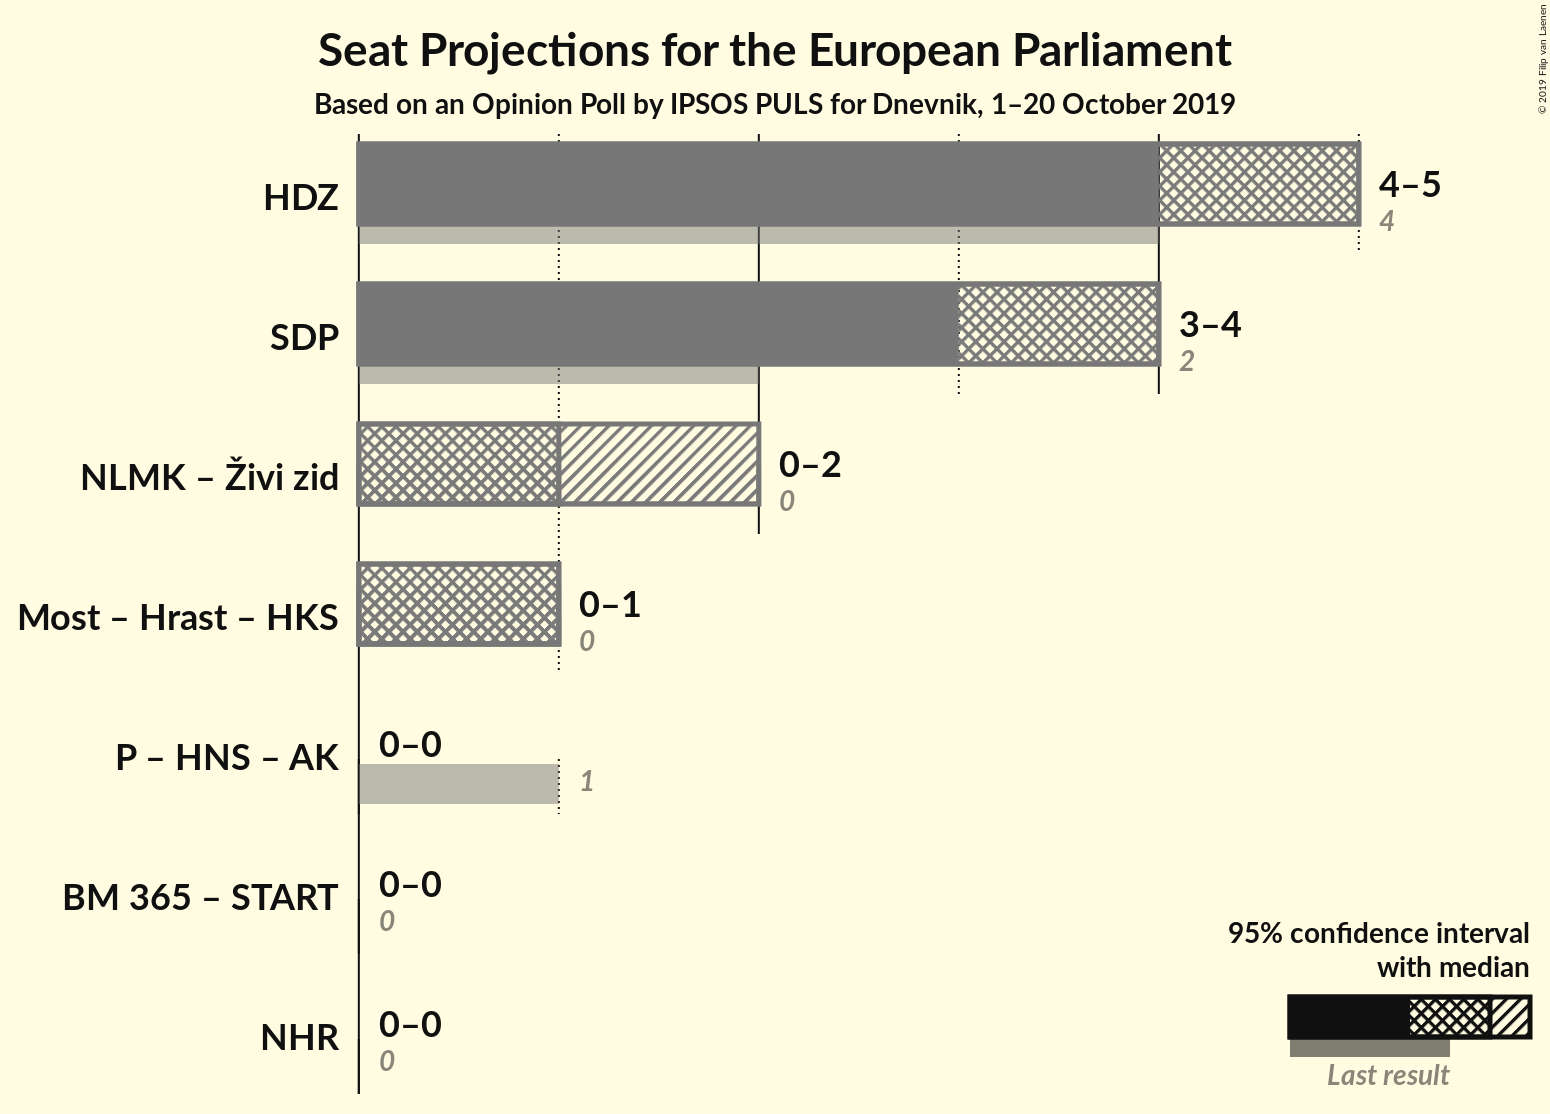 Seat Projections for the European Parliament
Based on an Opinion Poll by IPSOS PULS for Dnevnik, 1–20 October 2019
© 2019 Filip van Laenen
HDZ
4–5
4
SDP
3–4
2
NLMK – Živi zid
0–2
0
Most – Hrast – HKS
0–1
0
P – HNS – AK
0–0
1
BM 365 – START
0–0
0
NHR
0–0
0
95% confidence interval
with median
Last result